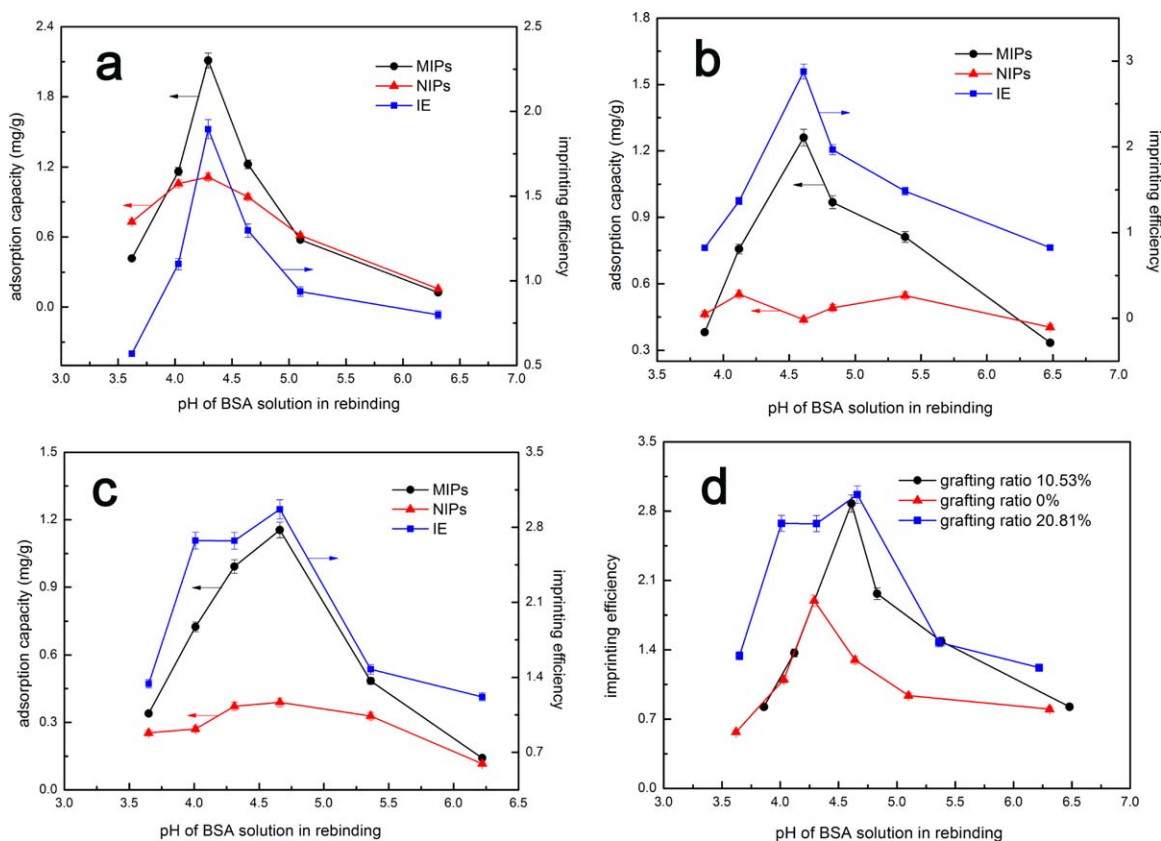 a
MIPs
NIPs
IE
2.4
1.8
1.2
0.6
0.0
adsorption capacity (mg/g)
2.5
2.0
1.5
1.0
0.5
imprinting efficiency
3.0 3.5 4.0 4.5 5.0 5.5 6.0 6.5 7.0
pH of BSA solution in rebinding
b
MIPs
NIPs
IE
1.8
1.5
1.2
0.9
0.6
0.3
adsorption capacity (mg/g)
3
2
1
0
imprinting efficiency
3.5 4.0 4.5 5.0 5.5 6.0 6.5 7.0
pH of BSA solution in rebinding
c
MIPs
NIPs
IE
1.5
1.2
0.9
0.6
0.3
0.0
adsorption capacity (mg/g)
3.5
2.8
2.1
1.4
0.7
imprinting efficiency
3.0 3.5 4.0 4.5 5.0 5.5 6.0 6.5
pH of BSA solution in rebinding
d
grafting ratio 10.53%
grafting ratio 0%
grafting ratio 20.81%
3.5
2.8
2.1
1.4
0.7
0.0
imprinting efficiency
3.0 3.5 4.0 4.5 5.0 5.5 6.0 6.5 7.0
pH of BSA solution in rebinding